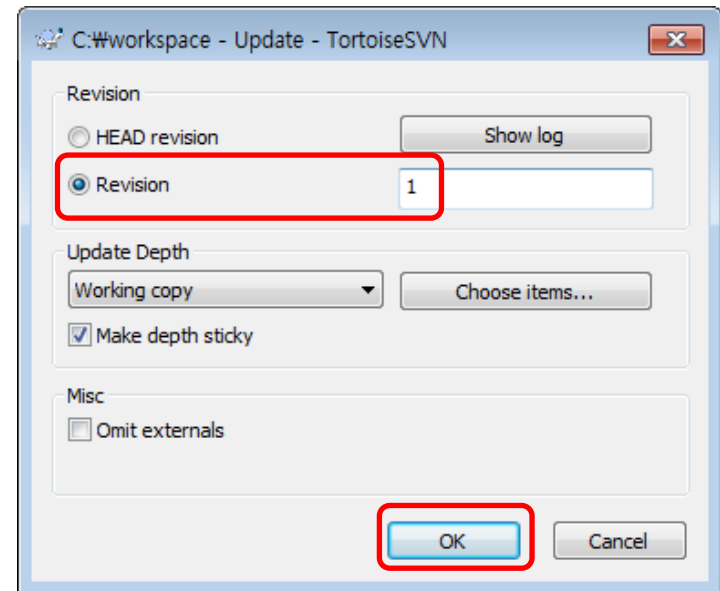 C:₩workspace - Update - TortoiseSVN
Revision
HEAD revision
Show log
Revision
1
Update Depth
Working copy
Choose items...
Make depth sticky
Misc
Omit externals
OK
Cancel